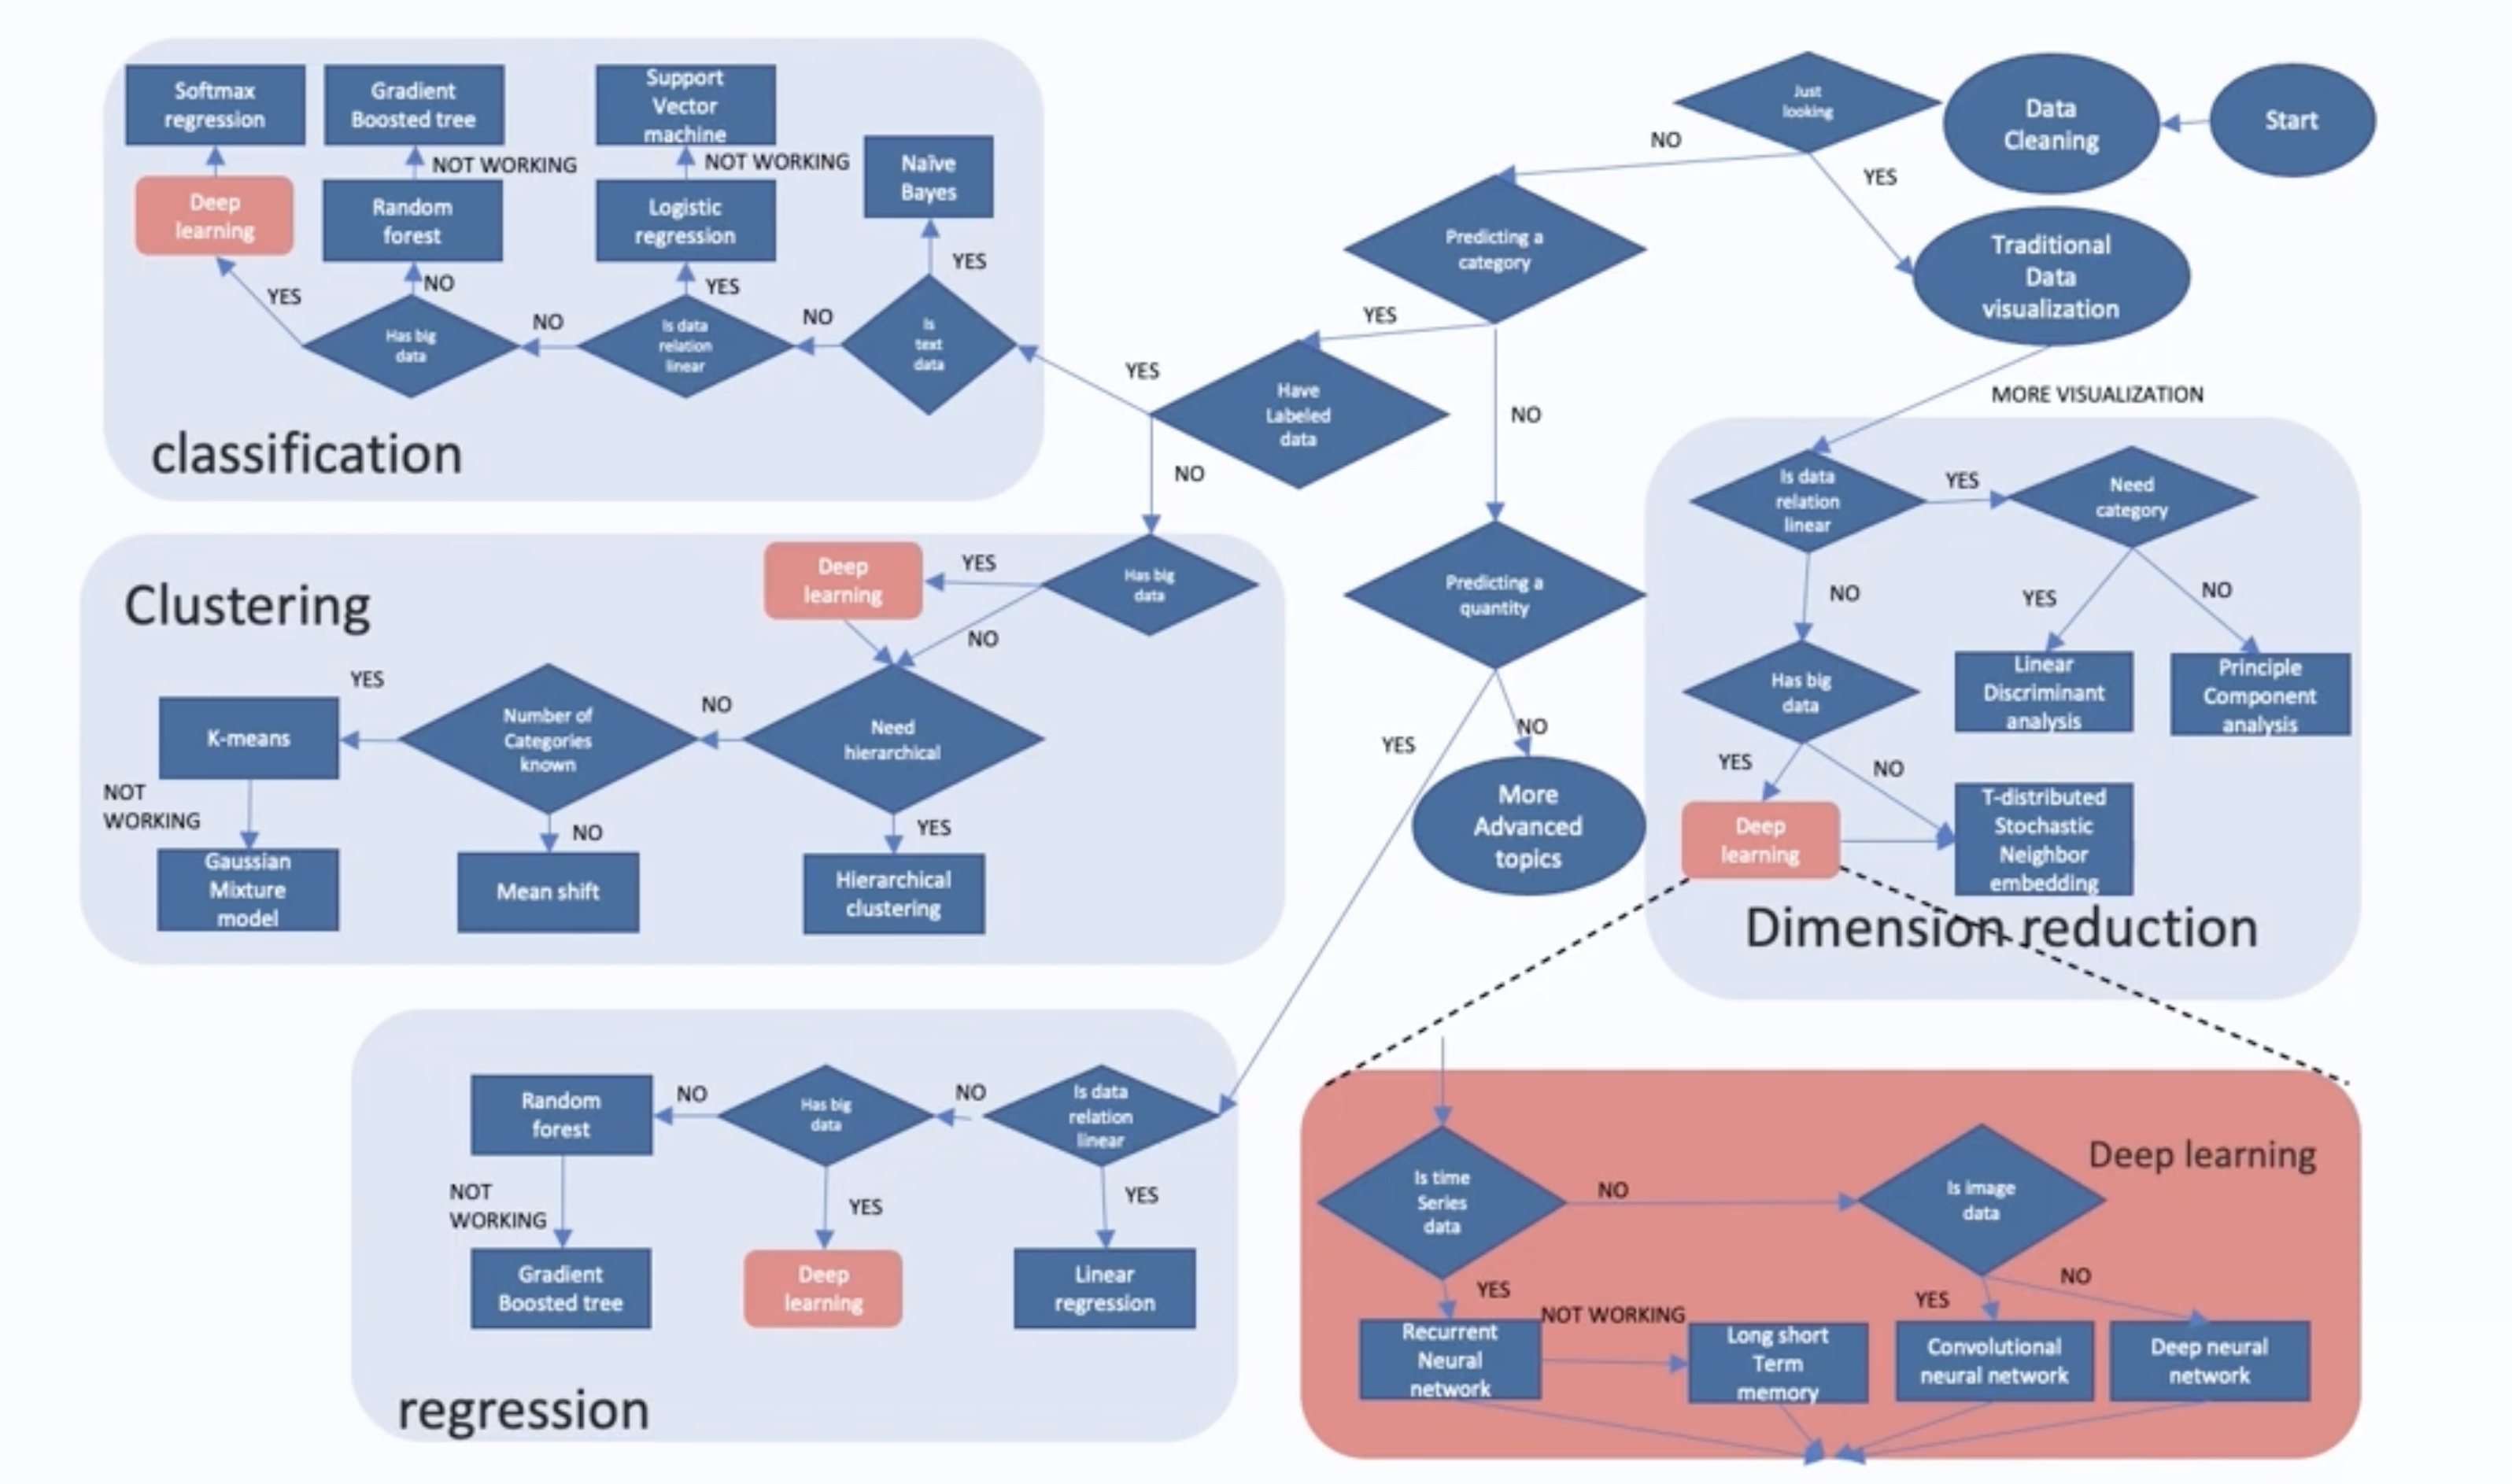 Softmax
regression
Gradient
Boosted tree
Support
Vector
machine
NOT WORKING
NOT WORKING
Naïve
Bayes
Deep
learning
Random
forest
Logistic
regression
YES
NO
YES
YES
NO
NO
Has big
data
Is data
relation
linear
Is
text
data
classification
Just
looking
Data
Cleaning
Start
NO
YES
Predicting a
category
Traditional
Data
visualization
YES
YES
Have
Labeled
data
NO
NO
MORE VISUALIZATION
Is data
relation
linear
YES
Need
category
NO
YES
NO
Has big
data
Linear
Discriminant
analysis
Principle
Component
analysis
YES
NO
Deep
learning
T-distributed
Stochastic
Neighbor
embedding
Dimension reduction
Clustering
Deep
learning
YES
Has big
data
NO
Predicting a
quantity
YES
NO
More
Advanced
topics
YES
K-means
Number of
Categories
known
NO
Need
hierarchical
NOT
WORKING
NO
YES
Gaussian
Mixture
model
Mean shift
Hierarchical
clustering
Random
forest
NO
Has big
data
NO
Is data
relation
linear
NOT
WORKING
YES
YES
Gradient
Boosted tree
Deep
learning
Linear
regression
regression
Deep learning
Is time
Series
data
NO
Is image
data
YES
NOT WORKING
YES
NO
Recurrent
Neural
network
Long short
Term
memory
Convolutional
neural network
Deep neural
network